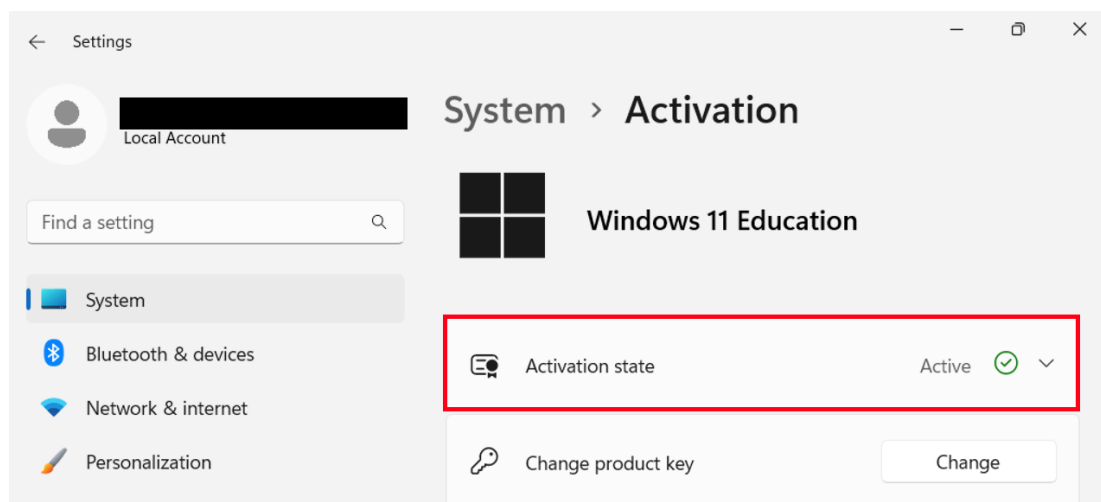 Settings
Local Account
Find a setting
System
Bluetooth & devices
Network & internet
Personalization
System > Activation
Windows 11 Education
Activation state Active
Change product key Change